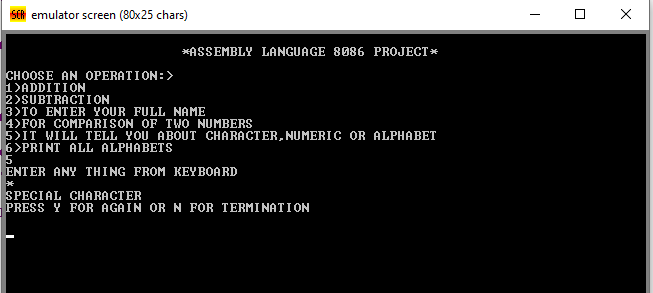 emulator screen (80x25 chars)
*ASSEMBLY LANGUAGE 8086 PROJECT*
CHOOSE AN OPERATION:>
1>ADDITION
2>SUBTRACTION
3>TO ENTER YOUR FULL NAME
4>FOR COMPARISON OF TWO NUMBERS
5>IT WILL TELL YOU ABOUT CHARACTER,NUMERIC OR ALPHABET
6>PRINT ALL ALPHABETS
5
ENTER ANY THING FROM KEYBOARD
*
SPECIAL CHARACTER
PRESS Y FOR AGAIN OR N FOR TERMINATION